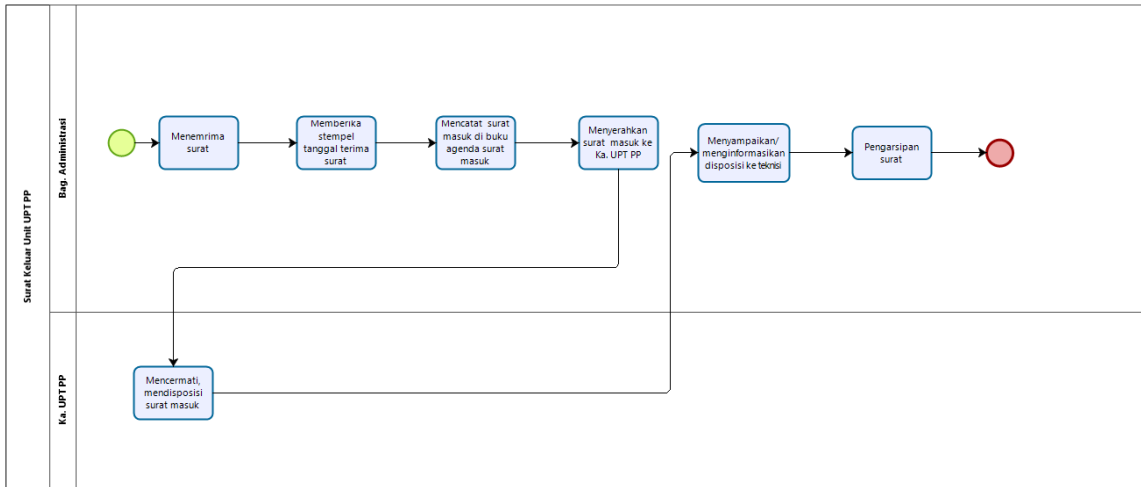 Surat Keluar Unit UPT PP
Bag. Administrasi
Menemrima
surat
Memberika
stempel
tanggal terima
surat
Mencatat surat
masuk di buku
agenda surat
masuk
Menyerahkan
surat masuk ke
Ka. UPT PP
Menyampaikan/
menginformasikan
disposisi ke teknisi
Pengarsipan
surat
Ka. UPT PP
Mencermati,
mendisposisi
surat masuk